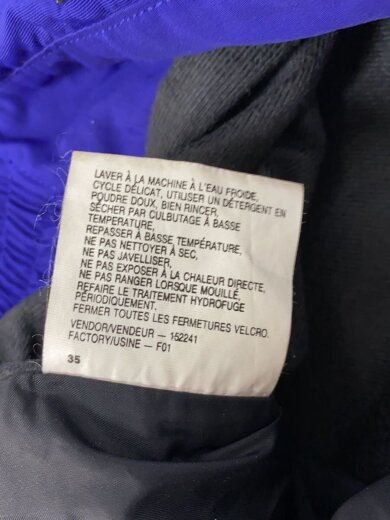 LAVER À LA MACHINE À L'EAU FROIDE,
CYCLE DÉLICAT, UTILISER UN DÉTERGENT EN
POUDRE DOUX, BIEN RINCER,
SÉCHER PAR CULBUTAGE À BASSE
TEMPÉRATURE,
REPASSER À BASSE TEMPÉRATURE,
NE PAS NETTOYER À SEC,
NE PAS JAVELLISER,
NE PAS EXPOSER À LA CHALEUR DIRECTE,
NE PAS RANGER LORSQUE MOUILLÉ,
REFAIRE LE TRAITEMENT HYDROFUGE
PÉRIODIQUEMENT.
FERMER TOUTES LES FERMETURES VELCRO.
VENDOR/VENDEUR — 152241
FACTORY/USINE — F01
35